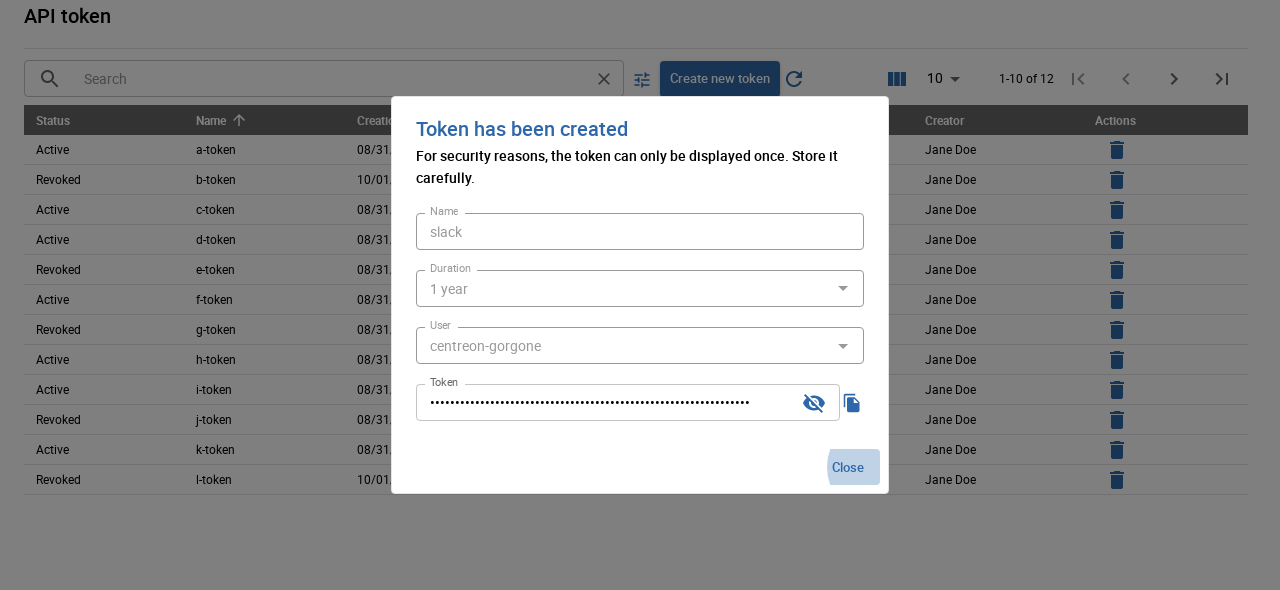 API token
Search
Create new token
10
1-10 of 12
Status Name Creator Actions
Active a-token 08/31 Jane Doe
Revoked b-token 10/01 Jane Doe
Active c-token 08/31 Jane Doe
Active d-token 08/31 Jane Doe
Revoked e-token 08/31 Jane Doe
Active f-token 08/31 Jane Doe
Revoked g-token 08/31 Jane Doe
Active h-token 08/31 Jane Doe
Active i-token 08/31 Jane Doe
Revoked j-token 08/31 Jane Doe
Active k-token 08/31 Jane Doe
Revoked l-token 10/01 Jane Doe
Token has been created
For security reasons, the token can only be displayed once. Store it
carefully.
Name
slack
Duration
1 year
User
centreon-gorgone
Token
Close